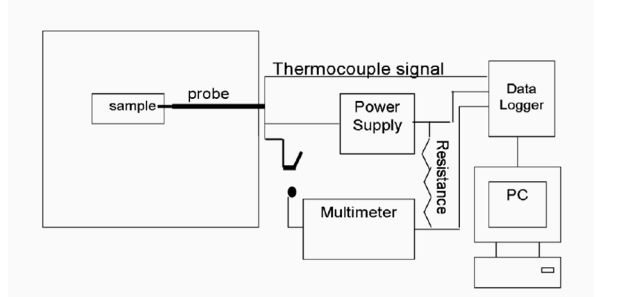 Thermocouple signal
probe
sample
Data
Logger
Power
Supply
Resistance
PC
Multimeter